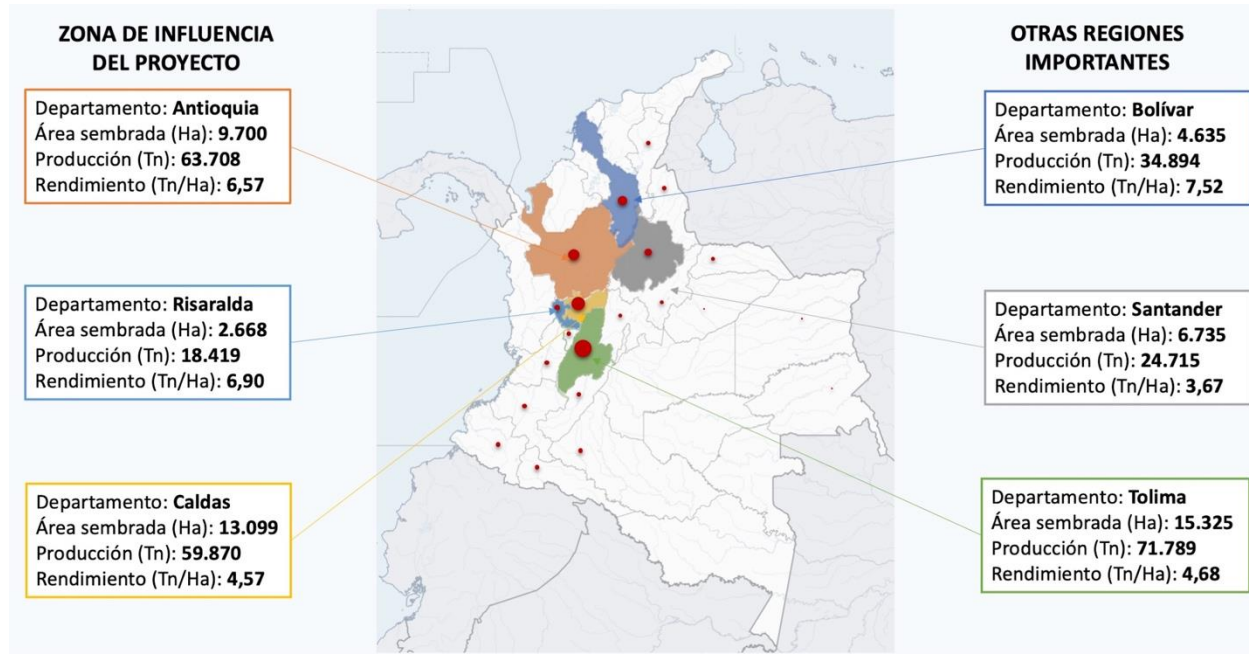 ZONA DE INFLUENCIA
DEL PROYECTO
Departamento: Antioquia
Área sembrada (Ha): 9.700
Producción (Tn): 63.708
Rendimiento (Tn/Ha): 6,57
Departamento: Risaralda
Área sembrada (Ha): 2.668
Producción (Tn): 18.419
Rendimiento (Tn/Ha): 6,90
Departamento: Caldas
Área sembrada (Ha): 13.099
Producción (Tn): 59.870
Rendimiento (Tn/Ha): 4,57
OTRAS REGIONES
IMPORTANTES
Departamento: Bolívar
Área sembrada (Ha): 4.635
Producción (Tn): 34.894
Rendimiento (Tn/Ha): 7,52
Departamento: Santander
Área sembrada (Ha): 6.735
Producción (Tn): 24.715
Rendimiento (Tn/Ha): 3,67
Departamento: Tolima
Área sembrada (Ha): 15.325
Producción (Tn): 71.789
Rendimiento (Tn/Ha): 4,68